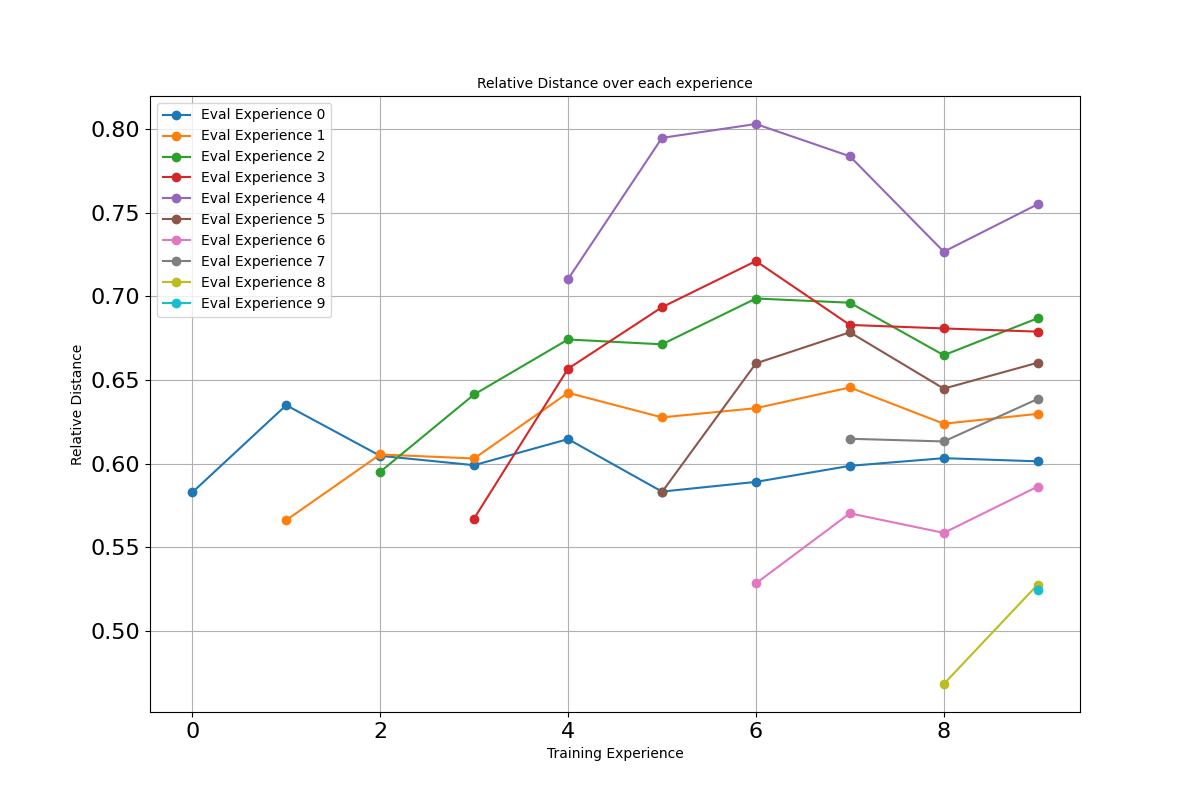 Relative Distance over each experience
Eval Experience 0
Eval Experience 1
Eval Experience 2
Eval Experience 3
Eval Experience 4
Eval Experience 5
Eval Experience 6
Eval Experience 7
Eval Experience 8
Eval Experience 9
Relative Distance
0.80
0.75
0.70
0.65
0.60
0.55
0.50
0 2 4 6 8
Training Experience